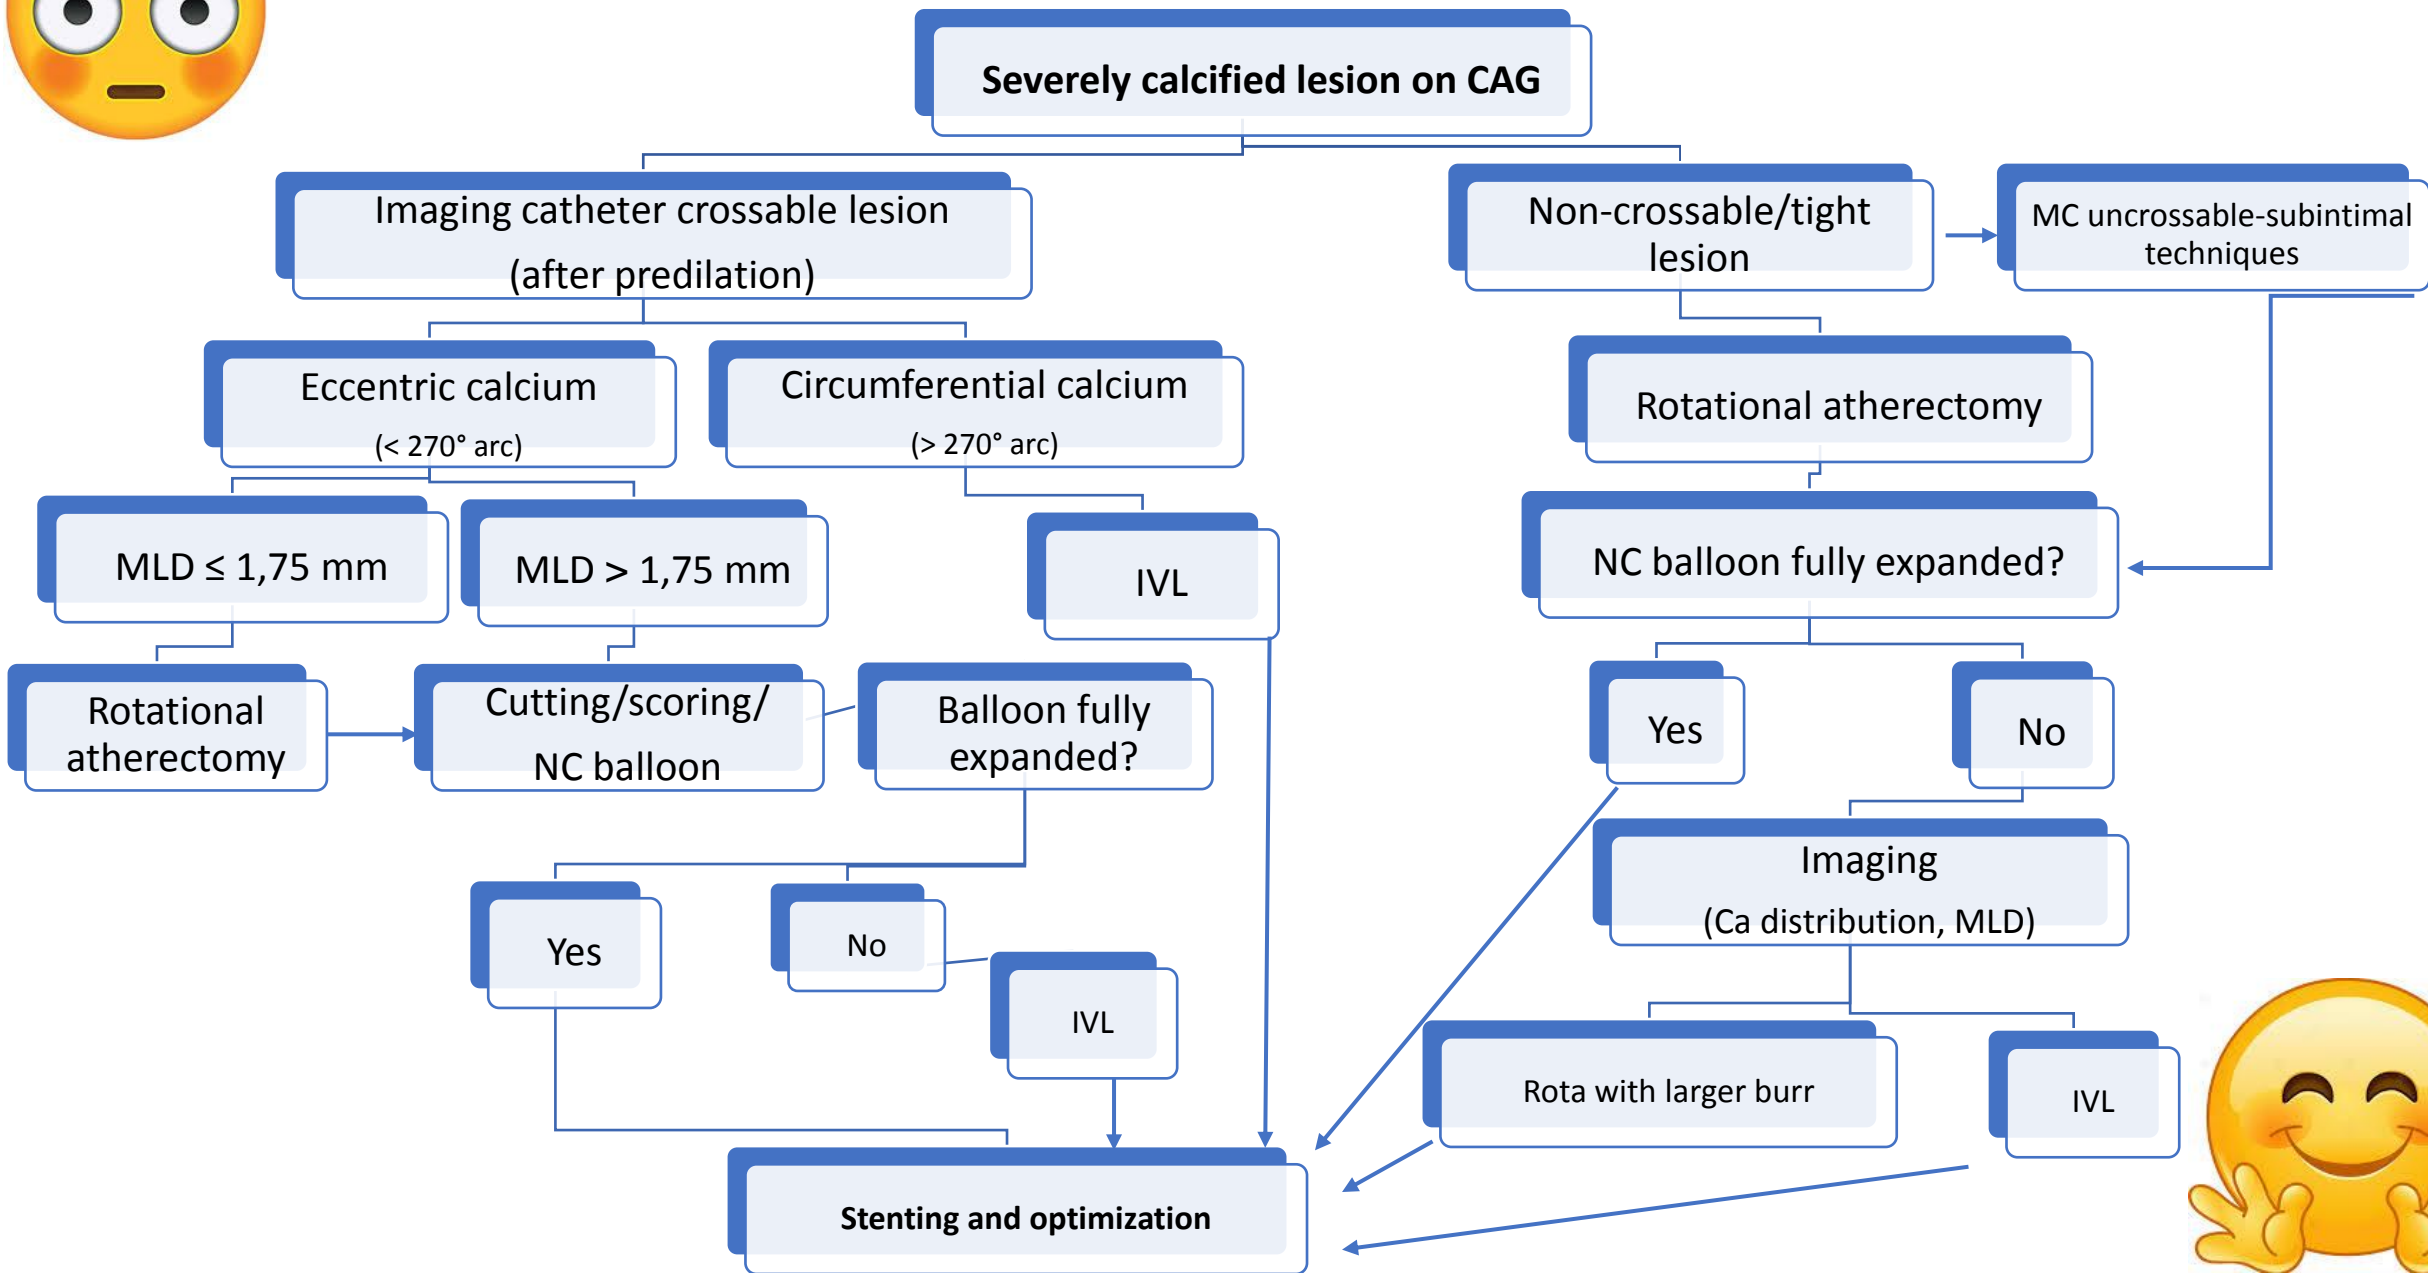 Severely calcified lesion on CAG
Imaging catheter crossable lesion
(after predilation)
Non-crossable/tight
lesion
MC uncrossable-subintimal
techniques
Eccentric calcium
(< 270° arc)
Circumferential calcium
(> 270° arc)
Rotational atherectomy
MLD ≤ 1,75 mm
MLD > 1,75 mm
IVL
NC balloon fully expanded?
Rotational
atherectomy
Cutting/scoring/
NC balloon
Balloon fully
expanded?
Yes
No
Imaging
(Ca distribution, MLD)
Yes
No
IVL
Rota with larger burr
IVL
Stenting and optimization